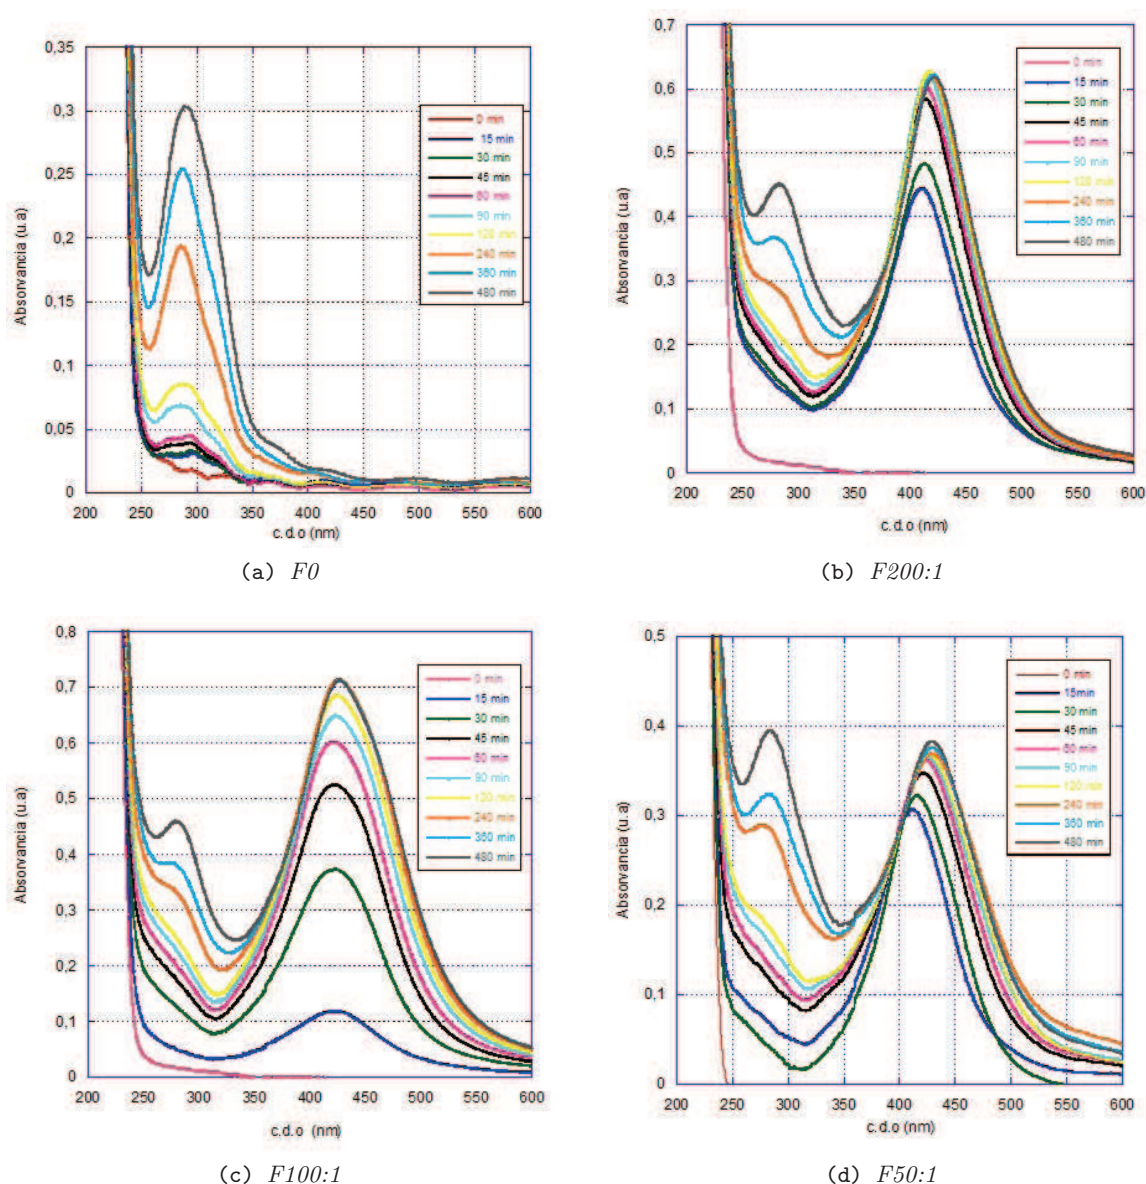 0,35
0,3
0,25
0,2
0,15
0,1
0,05
0
Absorvancia (u.a)
200 250 300 350 400 450 500 550 600
c.d.o (nm)
0 min
15 min
30 min
45 min
60 min
90 min
120 min
240 min
360 min
480 min
(a) F0
0,7
0,6
0,5
0,4
0,3
0,2
0,1
0
Absorvancia (u.a)
200 250 300 350 400 450 500 550 600
c.d.o (nm)
0 min
15 min
30 min
45 min
60 min
90 min
120 min
240 min
360 min
480 min
(b) F200:1
0,8
0,7
0,6
0,5
0,4
0,3
0,2
0,1
0
Absorvancia (u.a)
200 250 300 350 400 450 500 550 600
c.d.o (nm)
0 min
15 min
30 min
45 min
60 min
90 min
120 min
240 min
360 min
480 min
(c) F100:1
0,5
0,4
0,3
0,2
0,1
0
Absorvancia (u.a)
200 250 300 350 400 450 500 550 600
c.d.o (nm)
0 min
15min
30 min
45 min
60 min
90 min
120 min
240 min
360 min
480 min
(d) F50:1